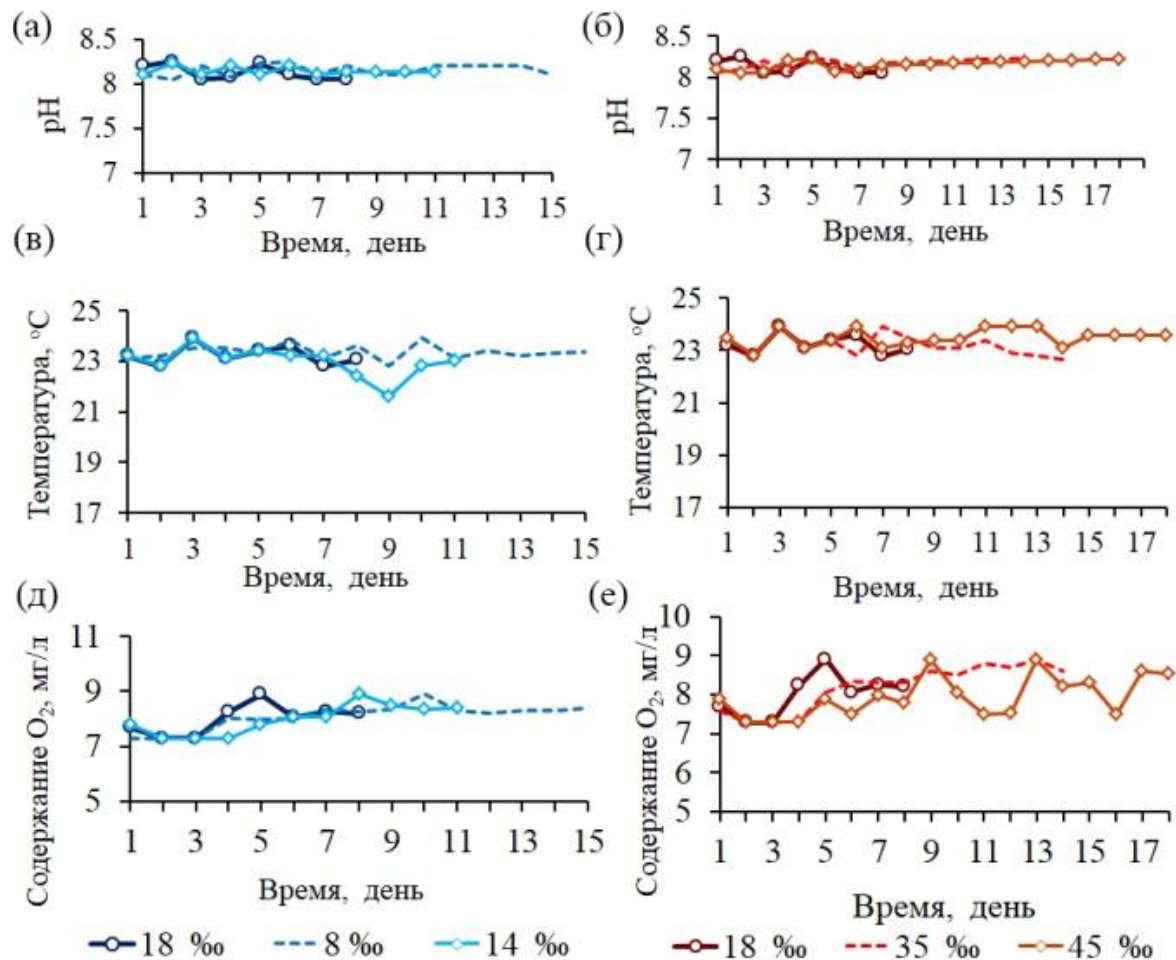 (а)
8.5
8
7.5
7
pH
1 3 5 7 9 11 13 15
Время, день
(б)
8.5
8
7.5
7
pH
1 3 5 7 9 11 13 15 17
Время, день
(в)
25
23
21
19
17
Температура, °С
1 3 5 7 9 11 13 15
Время, день
(г)
25
23
21
19
17
Температура, °С
1 3 5 7 9 11 13 15 17
Время, день
(д)
11
9
7
5
Содержание O₂, мг/л
1 3 5 7 9 11 13 15
Время, день
(е)
10
9
8
7
6
5
Содержание O₂, мг/л
1 3 5 7 9 11 13 15 17
Время, день
18 ‰ 8 ‰ 14 ‰
18 ‰ 35 ‰ 45 ‰